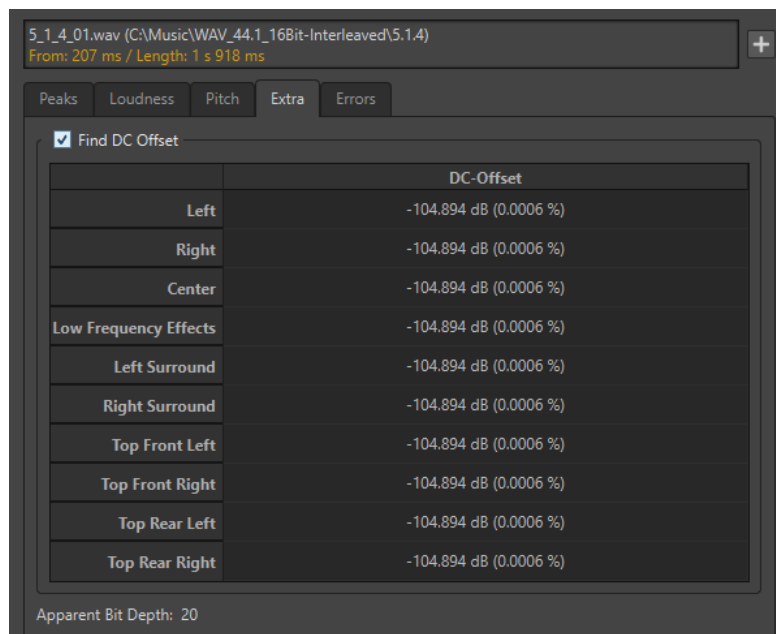 5_1_4_01.wav (C:\Music\WAV_44.1_16Bit-Interleaved\5.1.4)
From: 207 ms / Length: 1 s 918 ms
Peaks Loudness Pitch Extra Errors
Find DC Offset
DC-Offset
Left -104.894 dB (0.0006 %)
Right -104.894 dB (0.0006 %)
Center -104.894 dB (0.0006 %)
Low Frequency Effects -104.894 dB (0.0006 %)
Left Surround -104.894 dB (0.0006 %)
Right Surround -104.894 dB (0.0006 %)
Top Front Left -104.894 dB (0.0006 %)
Top Front Right -104.894 dB (0.0006 %)
Top Rear Left -104.894 dB (0.0006 %)
Top Rear Right -104.894 dB (0.0006 %)
Apparent Bit Depth: 20